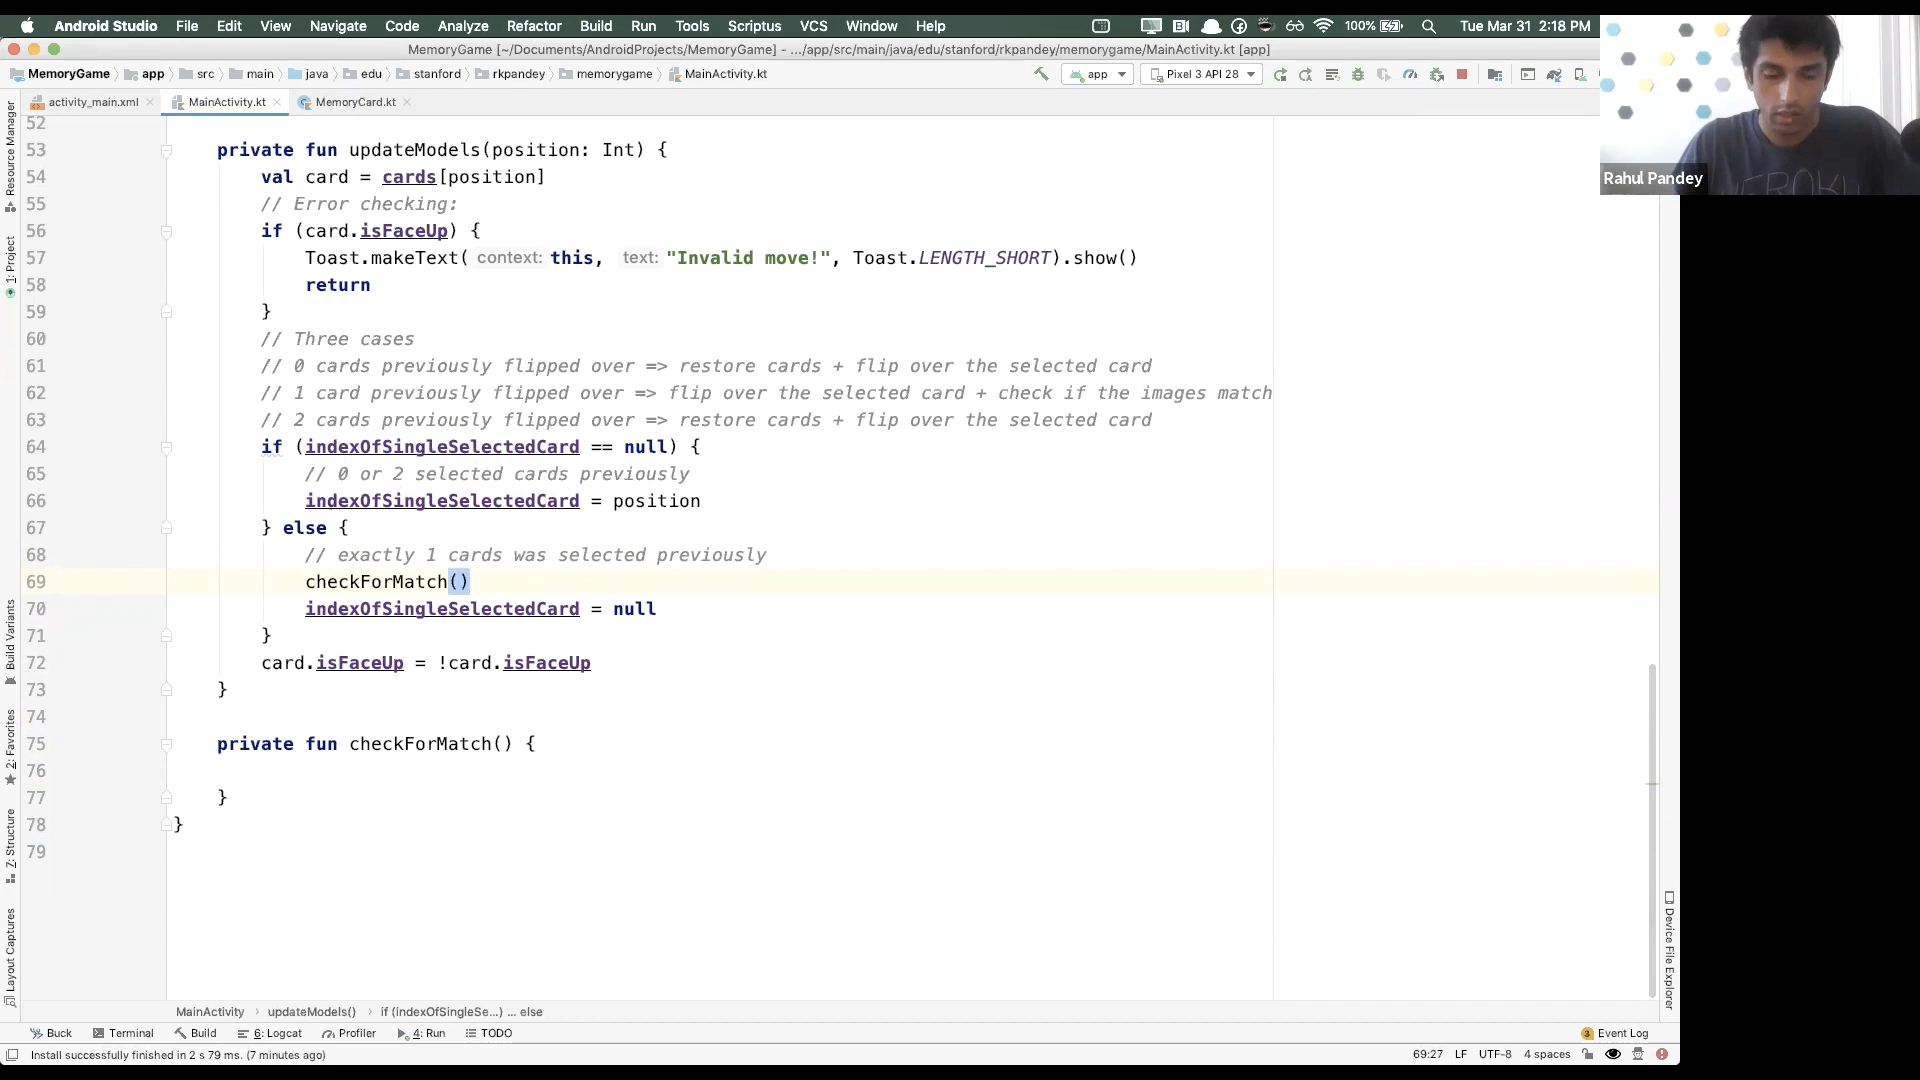 Android Studio File Edit View Navigate Code Analyze Refactor Build Run Tools Scriptus VCS Window Help 100% Tue Mar 31 2:18 PM
MemoryGame [~/Documents/AndroidProjects/MemoryGame] - .../app/src/main/java/edu/stanford/rkpandey/memorygame/MainActivity.kt [app]
MemoryGame app src main java edu stanford rkpandey memorygame MainActivity.kt app Pixel 3 API 28
activity_main.xml MainActivity.kt MemoryCard.kt
Rahul Pandey
Resource Manager
1: Project
Build Variants
2: Favorites
7: Structure
Layout Captures
52
53 private fun updateModels(position: Int) {
54 val card = cards[position]
55 // Error checking:
56 if (card.isFaceUp) {
57 Toast.makeText( context: this, text: "Invalid move!", Toast.LENGTH_SHORT).show()
58 return
59 }
60 // Three cases
61 // 0 cards previously flipped over => restore cards + flip over the selected card
62 // 1 card previously flipped over => flip over the selected card + check if the images match
63 // 2 cards previously flipped over => restore cards + flip over the selected card
64 if (indexOfSingleSelectedCard == null) {
65 // 0 or 2 selected cards previously
66 indexOfSingleSelectedCard = position
67 } else {
68 // exactly 1 cards was selected previously
69 checkForMatch()
70 indexOfSingleSelectedCard = null
71 }
72 card.isFaceUp = !card.isFaceUp
73 }
74
75 private fun checkForMatch() {
76
77 }
78 }
79
Device File Explorer
MainActivity updateModels() if (indexOfSingleSe...) ... else
Buck Terminal Build 6: Logcat Profiler 4: Run TODO 3 Event Log
Install successfully finished in 2 s 79 ms. (7 minutes ago) 69:27 LF UTF-8 4 spaces